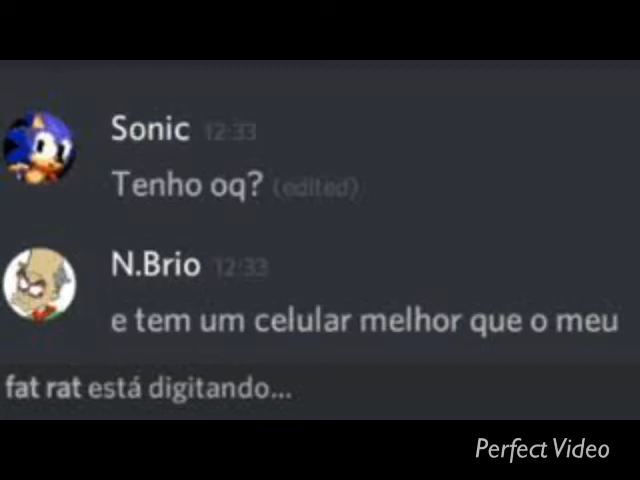 Sonic 12:33
Tenho oq? (edited)
N.Brio 12:33
e tem um celular melhor que o meu
fat rat está digitando...
Perfect Video